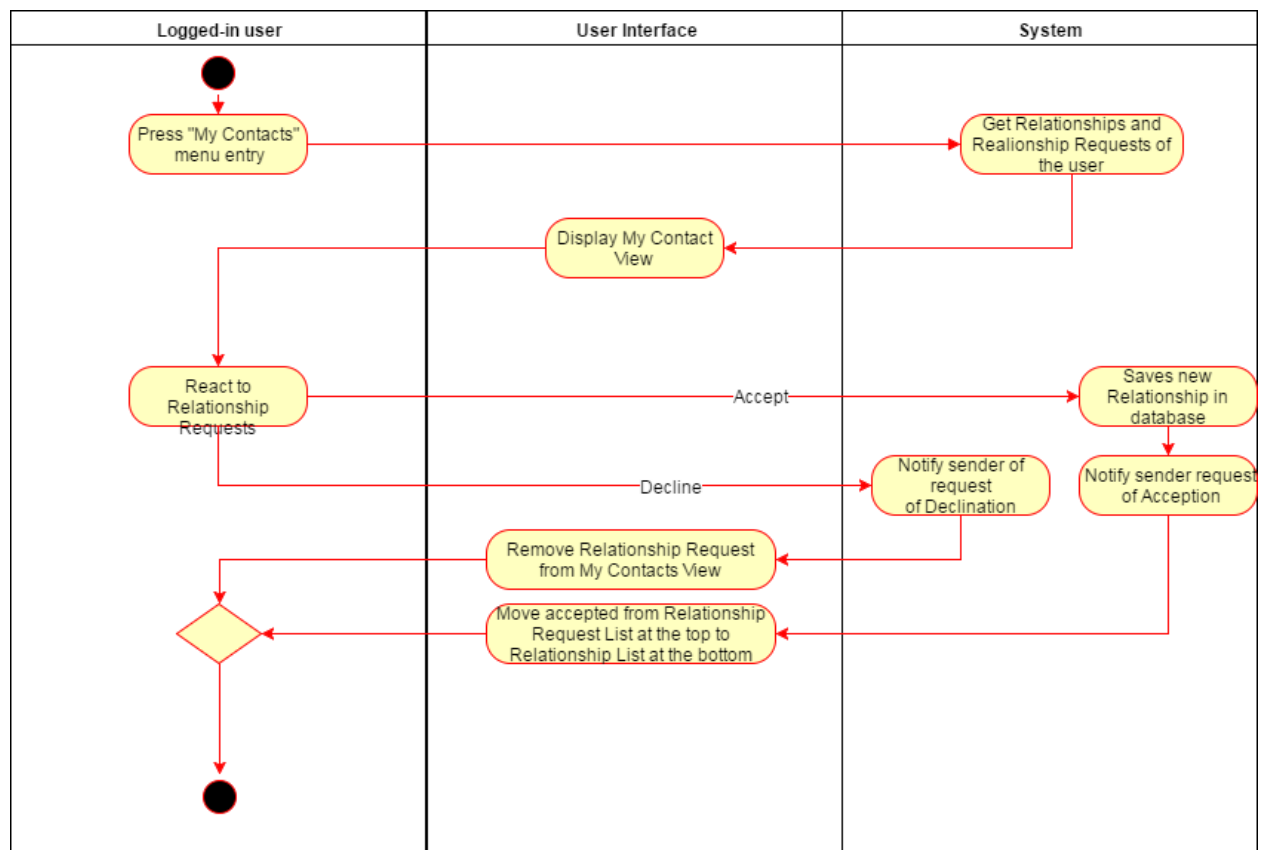 Logged-in user
User Interface
System
Press "My Contacts"
menu entry
Get Relationships and
Realionship Requests of
the user
Display My Contact
View
React to
Relationship
Requests
Accept
Saves new
Relationship in
database
Decline
Notify sender of
request
of Declination
Notify sender request
of Acception
Remove Relationship Request
from My Contacts View
Move accepted from Relationship
Request List at the top to
Relationship List at the bottom